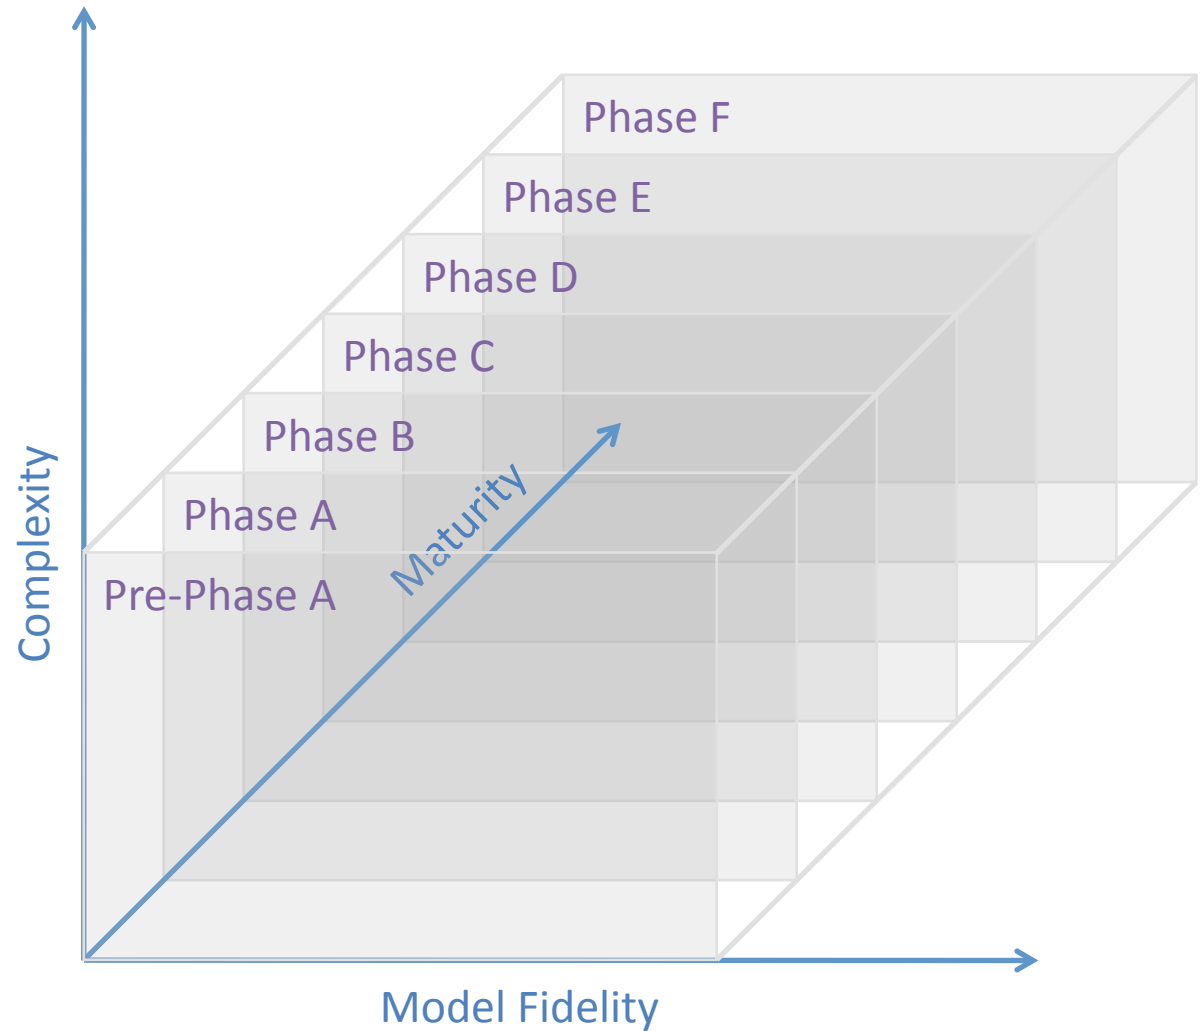 Phase F
Phase E
Phase D
Phase C
Phase B
Phase A
Pre-Phase A
Maturity
Complexity
Model Fidelity